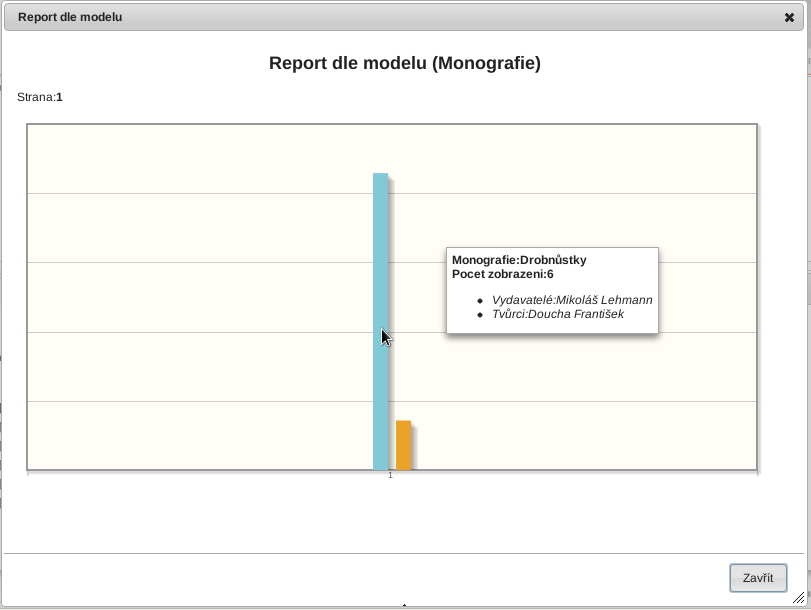 Report dle modelu
Report dle modelu (Monografie)
Strana:1
Monografie:Drobnůstky
Pocet zobrazeni:6
Vydavatelé:Mikoláš Lehmann
Tvůrci:Doucha František
1
Zavřít